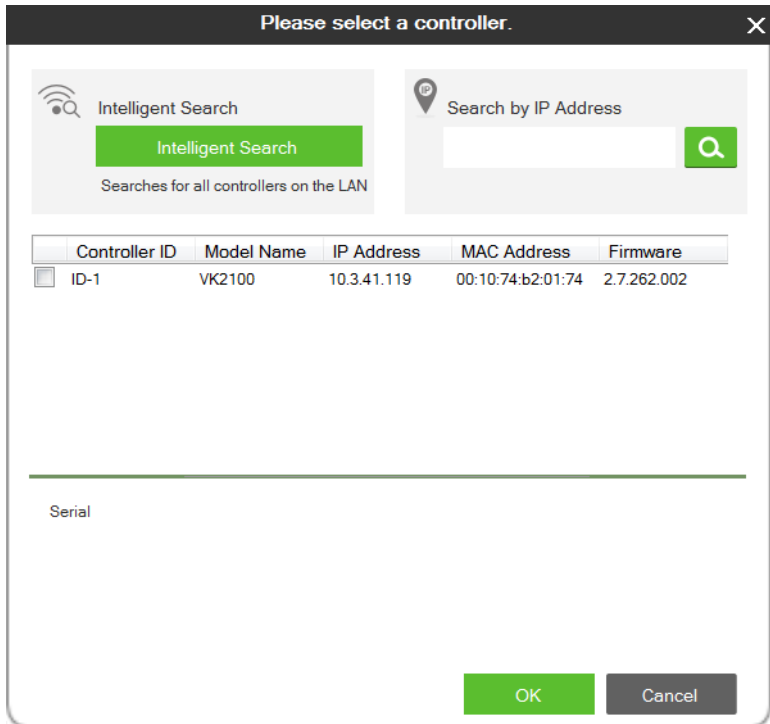 Please select a controller.
Intelligent Search
Intelligent Search
Searches for all controllers on the LAN
IP
Search by IP Address
Controller ID Model Name IP Address MAC Address Firmware
ID-1 VK2100 10.3.41.119 00:10:74:b2:01:74 2.7.262.002
Serial
OK Cancel